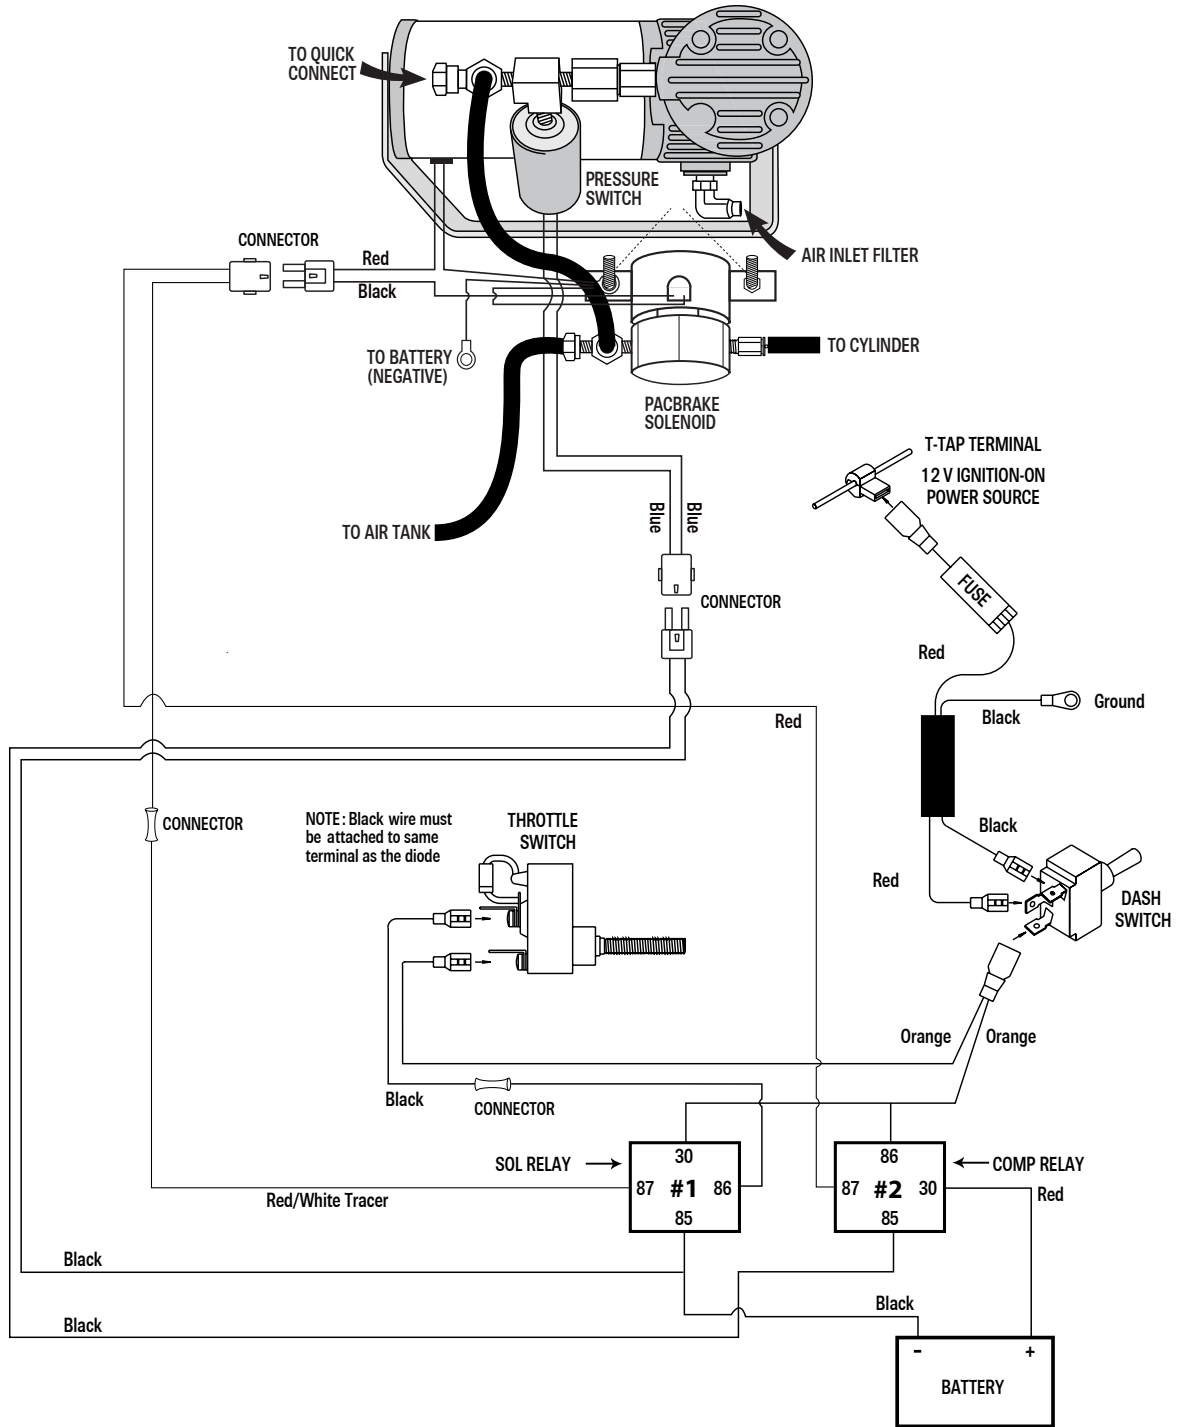 TO QUICK
CONNECT
PRESSURE
SWITCH
AIR INLET FILTER
CONNECTOR
Red
Black
TO BATTERY
(NEGATIVE)
TO CYLINDER
PACBRAKE
SOLENOID
T-TAP TERMINAL
12 V IGNITION-ON
POWER SOURCE
TO AIR TANK
Blue
Blue
CONNECTOR
FUSE
Red
Black
Ground
Red
CONNECTOR
NOTE: Black wire must
be attached to same
terminal as the diode
THROTTLE
SWITCH
Black
Red
DASH
SWITCH
Orange
Orange
Black
CONNECTOR
SOL RELAY
30
87 #1 86
85
86
87 #2 30
85
COMP RELAY
Red
Red/White Tracer
Black
Black
Black
- +
BATTERY